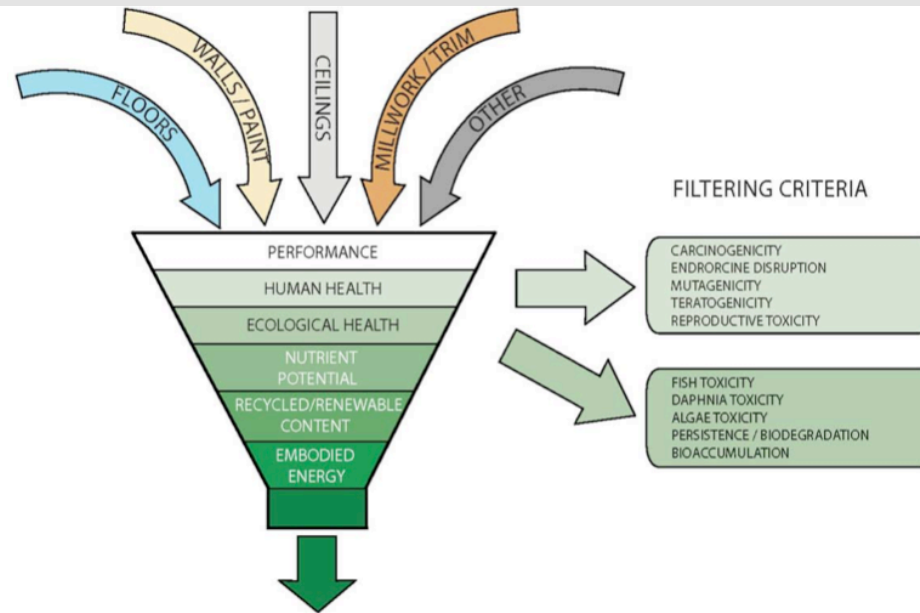 FLOORS
WALLS / PAINT
CEILINGS
MILLWORK / TRIM
OTHER
PERFORMANCE
HUMAN HEALTH
ECOLOGICAL HEALTH
NUTRIENT
POTENTIAL
RECYCLED/RENEWABLE
CONTENT
EMBODIED
ENERGY
FILTERING CRITERIA
CARCINOGENICITY
ENDRORCINE DISRUPTION
MUTAGENICITY
TERATOGENICITY
REPRODUCTIVE TOXICITY
FISH TOXICITY
DAPHNIA TOXICITY
ALGAE TOXICITY
PERSISTENCE / BIODEGRADATION
BIOACCUMULATION